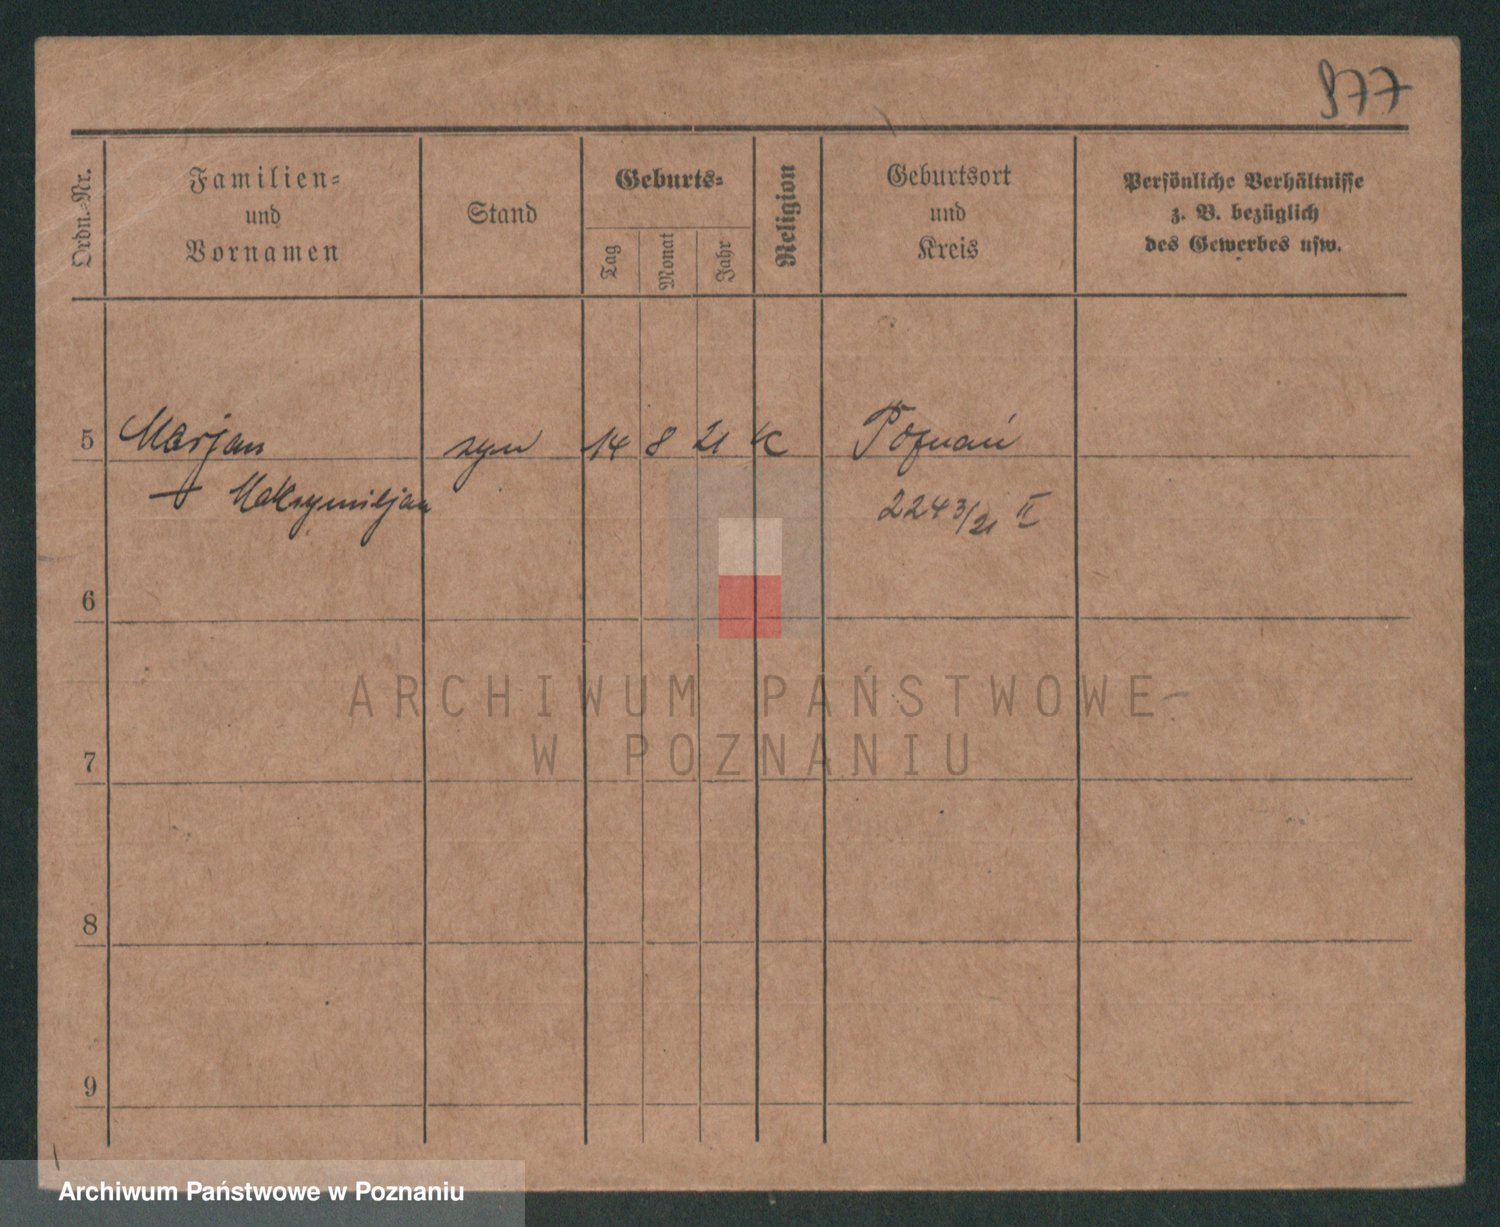 977
Ordn.-Nr.
Familien-
und
Vornamen
Stand
Geburts-
Tag
Monat
Jahr
Religion
Geburtsort
und
Kreis
Persönliche Verhältnisse
z. B. bezüglich
des Gewerbes usw.
5 Marjan syn 14 8 21 K Poznań
Maksymiljan 2243/21 II
6
ARCHIWUM PAŃSTWOWE
W POZNANIU
7
8
9
Archiwum Państwowe w Poznaniu